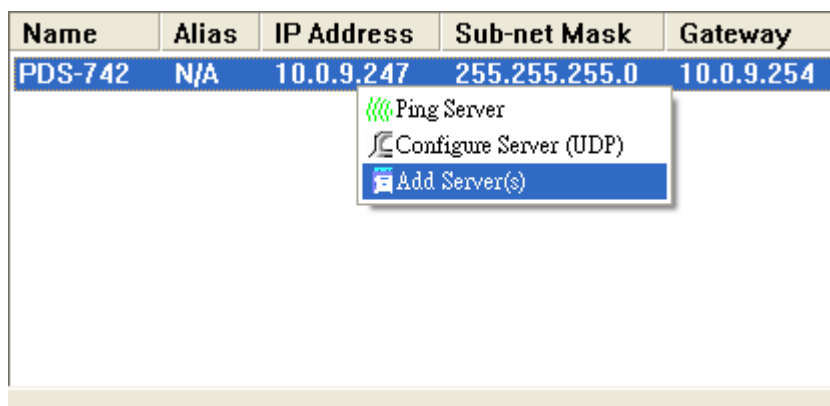 Name Alias IP Address Sub-net Mask Gateway
PDS-742 N/A 10.0.9.247 255.255.255.0 10.0.9.254
Ping Server
Configure Server (UDP)
Add Server(s)